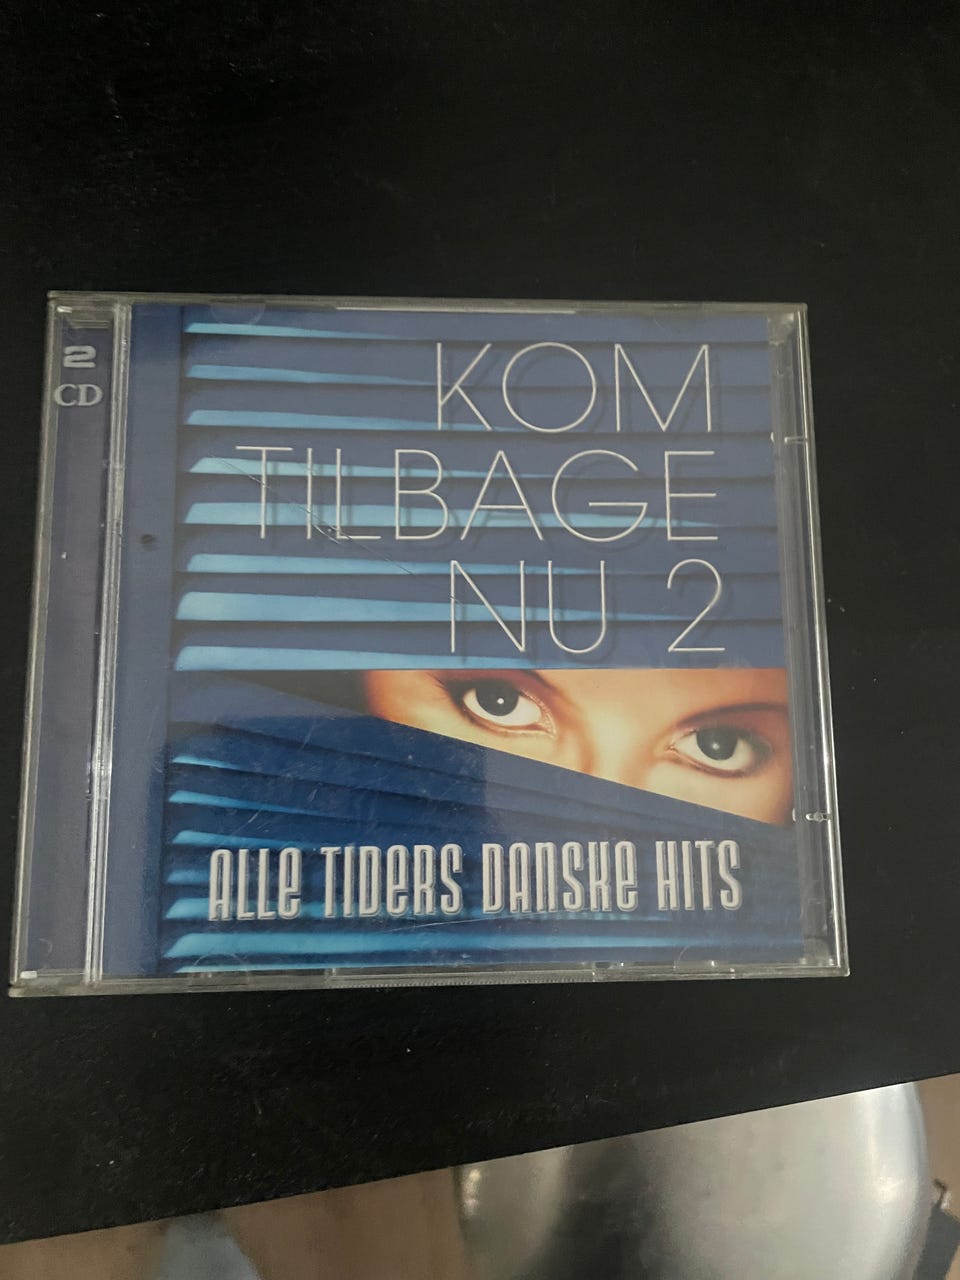 2
CD
KOM
TILBAGE
NU 2
ALLE TIDERS DANSKE HITS